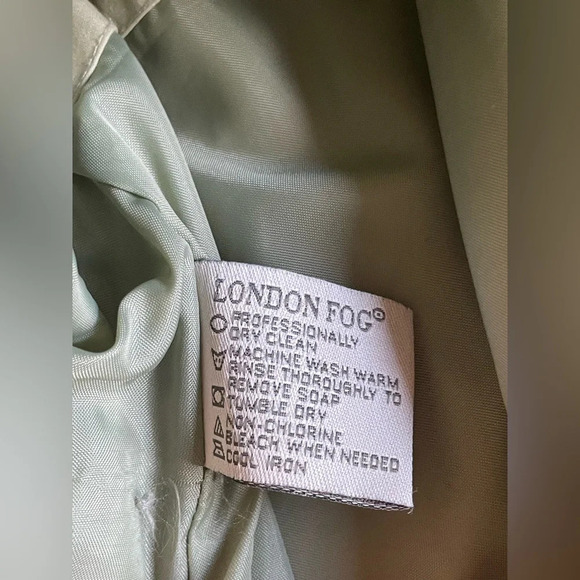 LONDON FOG®
PROFESSIONALLY
DRY CLEAN
MACHINE WASH WARM
RINSE THOROUGHLY TO
REMOVE SOAP
TUMBLE DRY
NON-CHLORINE
BLEACH WHEN NEEDED
COOL IRON